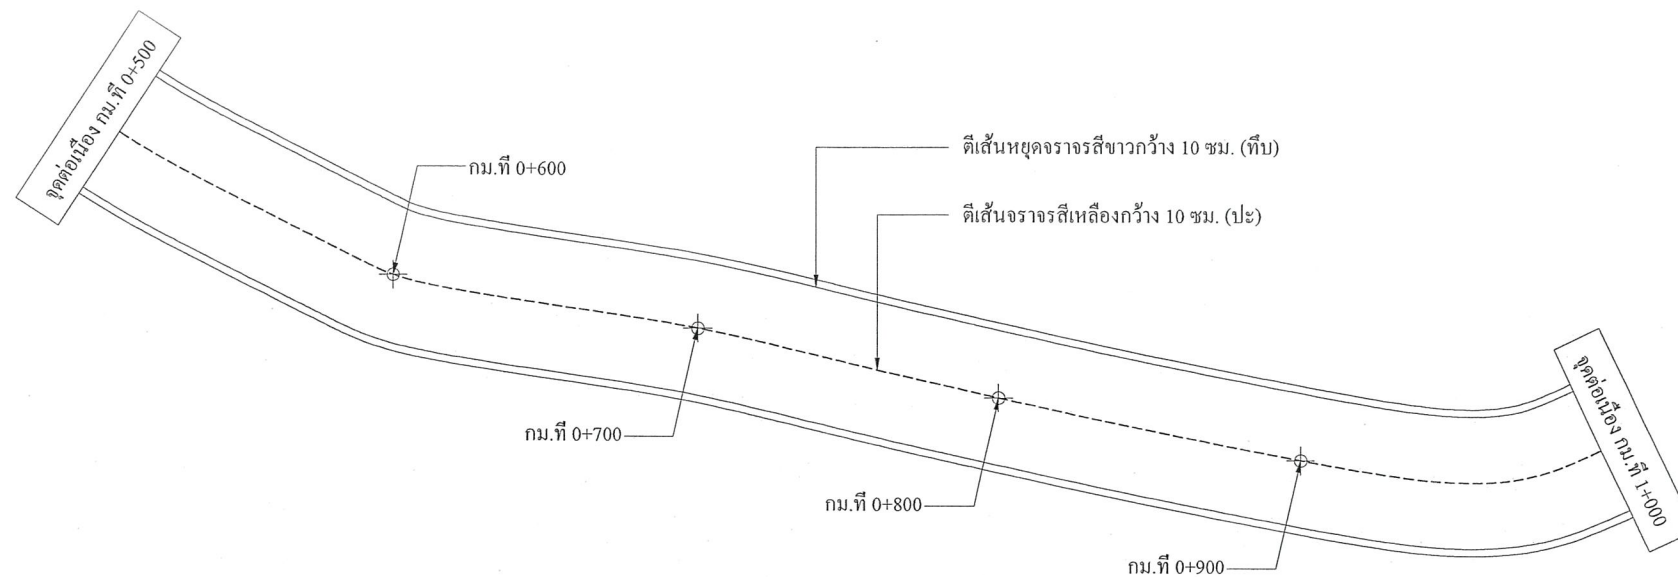 จุดต่อเนื่อง กม.ที่ 0+500
กม.ที่ 0+600
ตีเส้นหยุดจราจรสีขาวกว้าง 10 ซม. (ทึบ)
ตีเส้นจราจรสีเหลืองกว้าง 10 ซม. (ปะ)
กม.ที่ 0+700
กม.ที่ 0+800
กม.ที่ 0+900
จุดต่อเนื่อง กม.ที่ 1+000